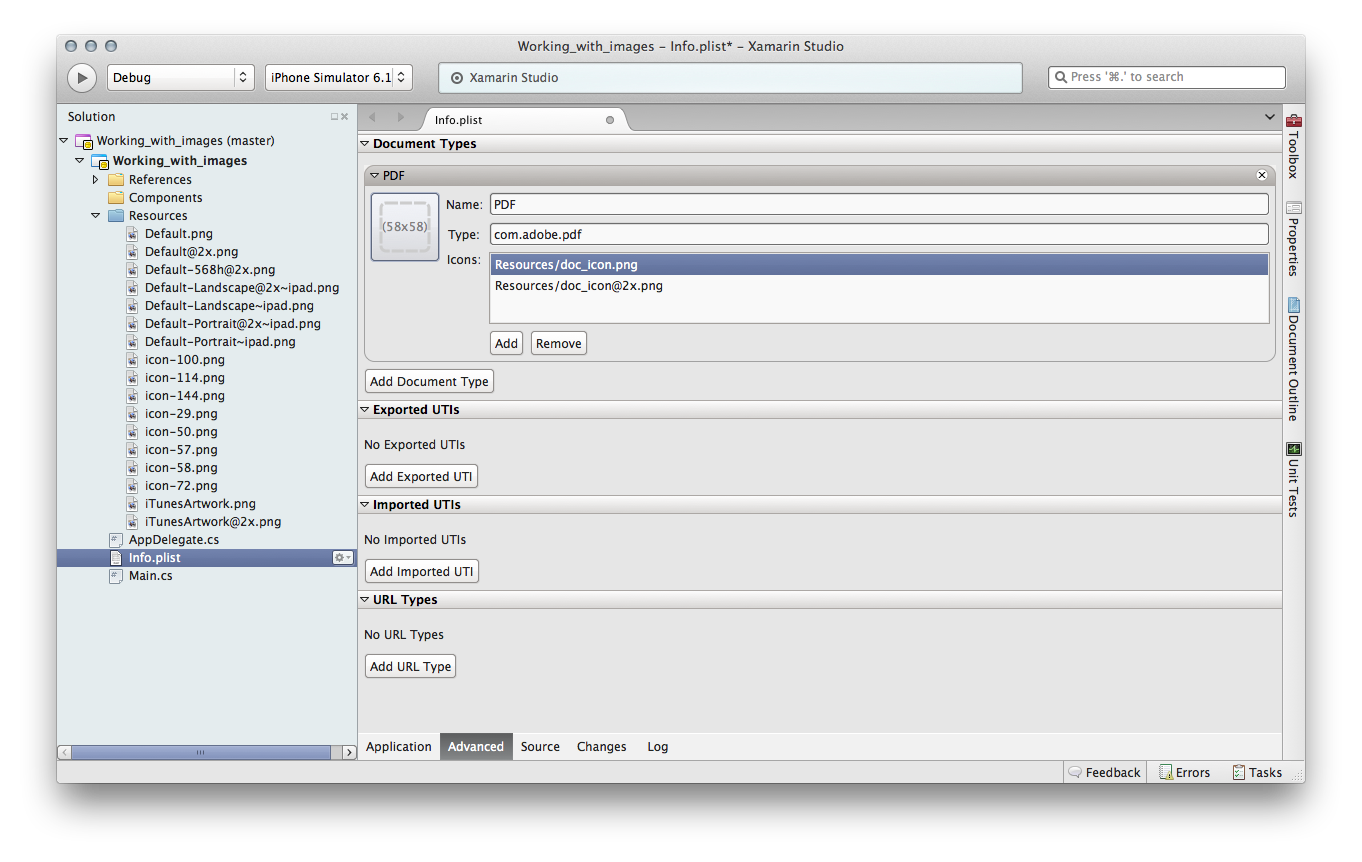 Working_with_images – Info.plist* – Xamarin Studio
Debug
iPhone Simulator 6.1
Xamarin Studio
Press '⌘.' to search
Solution
Working_with_images (master)
Working_with_images
References
Components
Resources
Default.png
Default@2x.png
Default-568h@2x.png
Default-Landscape@2x~ipad.png
Default-Landscape~ipad.png
Default-Portrait@2x~ipad.png
Default-Portrait~ipad.png
icon-100.png
icon-114.png
icon-144.png
icon-29.png
icon-50.png
icon-57.png
icon-58.png
icon-72.png
iTunesArtwork.png
iTunesArtwork@2x.png
AppDelegate.cs
Info.plist
Main.cs
Info.plist
Document Types
PDF
(58x58)
Name: PDF
Type: com.adobe.pdf
Icons: Resources/doc_icon.png
Resources/doc_icon@2x.png
Add Remove
Add Document Type
Exported UTIs
No Exported UTIs
Add Exported UTI
Imported UTIs
No Imported UTIs
Add Imported UTI
URL Types
No URL Types
Add URL Type
Application Advanced Source Changes Log
Toolbox
Properties
Document Outline
Unit Tests
Feedback Errors Tasks